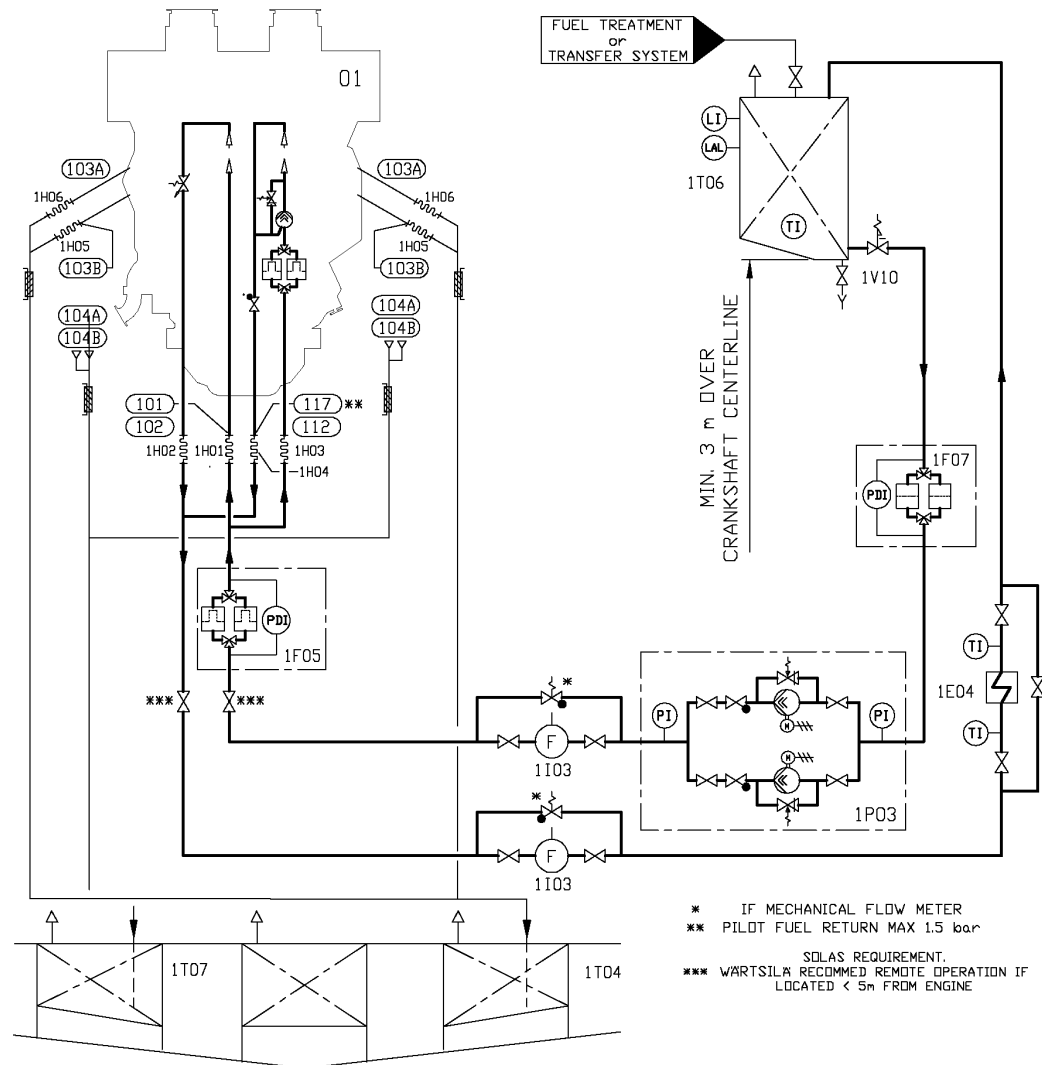 FUEL TREATMENT
or
TRANSFER SYSTEM
01
LI
LAL
1T06
TI
1V10
103A
1H06
1H05
103B
103A
1H06
1H05
103B
104A
104B
104A
104B
MIN. 3 m OVER
CRANKSHAFT CENTERLINE
101
102
117 **
112
1H02
1H01
1H03
1H04
1F07
PDI
PDI
1F05
TI
1E04
TI
***
***
*
PI
M
PI
F
1I03
M
*
1P03
F
1I03
* IF MECHANICAL FLOW METER
** PILOT FUEL RETURN MAX 1.5 bar
SOLAS REQUIREMENT.
*** WÄRTSILÄ RECOMMED REMOTE OPERATION IF
LOCATED < 5m FROM ENGINE
1T07
1T04